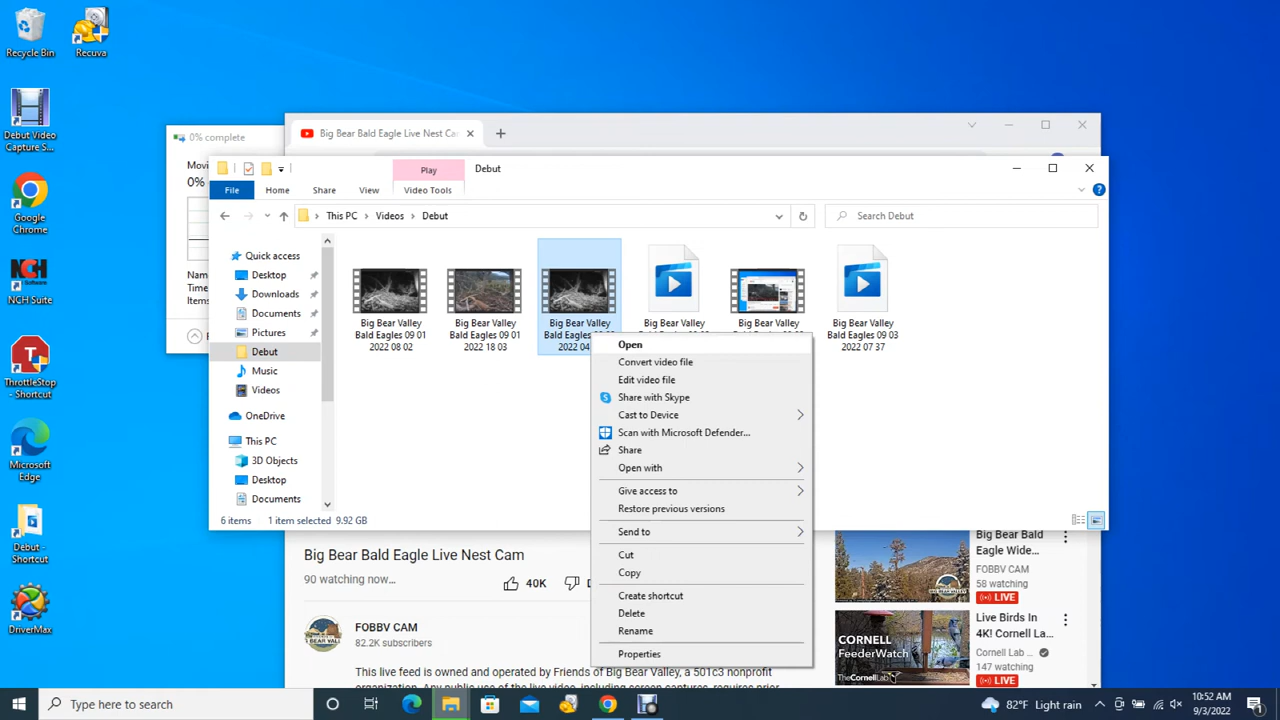 Recycle Bin
Recuva
Debut Video
Capture S...
Google
Chrome
NCH Suite
ThrottleStop
- Shortcut
Microsoft
Edge
Debut -
Shortcut
DriverMax
0% complete
Movi
0%
Nam
Time
Items
Big Bear Bald Eagle Live Nest Ca
Play
Debut
File
Home
Share
View
Video Tools
This PC
Videos
Debut
Search Debut
Quick access
Desktop
Downloads
Documents
Pictures
Debut
Music
Videos
OneDrive
This PC
3D Objects
Desktop
Documents
Big Bear Valley
Bald Eagles 09 01
2022 08 02
Big Bear Valley
Bald Eagles 09 01
2022 18 03
Big Bear Valley
2022 04
Big Bear Valley
Big Bear Valley
Big Bear Valley
Bald Eagles 09 03
2022 07 37
6 items
1 item selected
9.92 GB
Open
Convert video file
Edit video file
Share with Skype
Cast to Device
Scan with Microsoft Defender...
Share
Open with
Give access to
Restore previous versions
Send to
Cut
Copy
Create shortcut
Delete
Rename
Properties
Big Bear Bald Eagle Live Nest Cam
90 watching now...
40K
FOBBV CAM
82.2K subscribers
This live feed is owned and operated by Friends of Big Bear Valley, a 501c3 nonprofit
Big Bear Bald
Eagle Wide...
FOBBV CAM
58 watching
LIVE
CORNELL
FeederWatch
TheCornellLab
Live Birds In
4K! Cornell La...
Cornell Lab ...
147 watching
LIVE
Type here to search
82°F Light rain
10:52 AM
9/3/2022
1